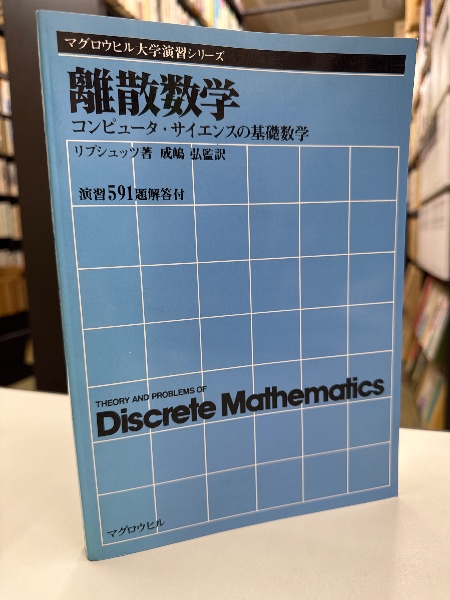 マグロウヒル大学演習シリーズ
離散数学
コンピュータ・サイエンスの基礎数学
リプシュッツ著 成嶋 弘監訳
演習591題解答付
THEORY AND PROBLEMS OF
Discrete Mathematics
マグロウヒル